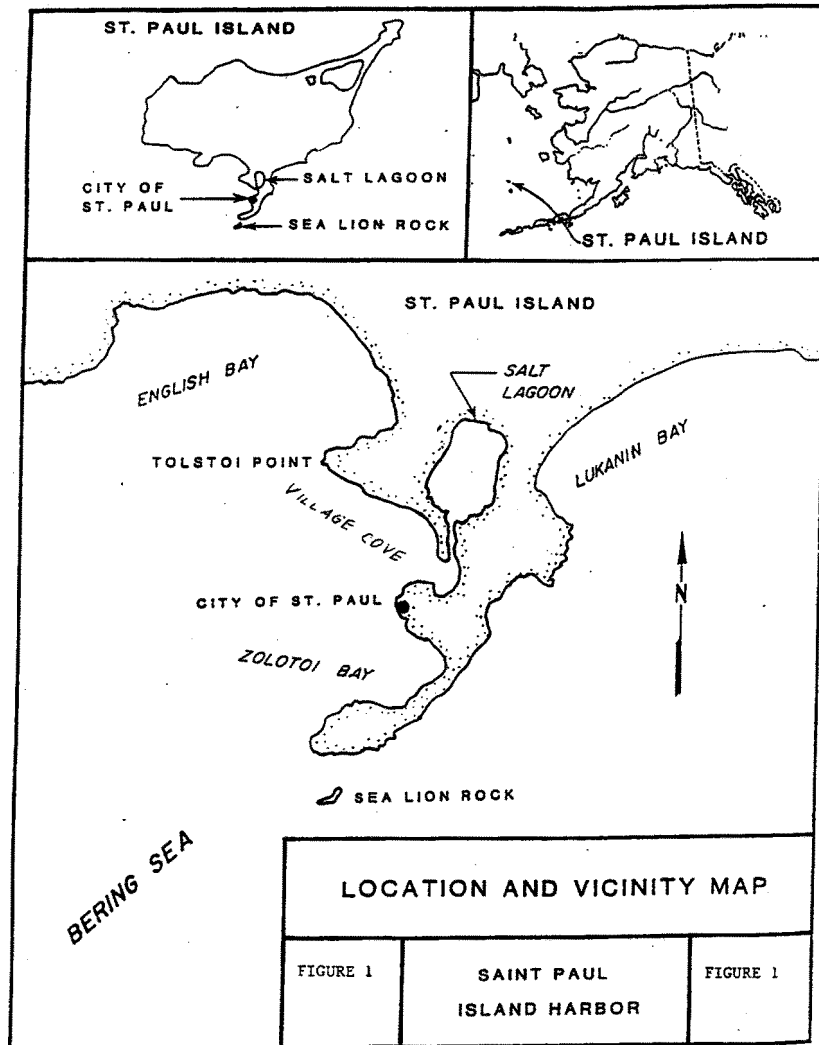 ST. PAUL ISLAND
SALT LAGOON
CITY OF
ST. PAUL
SEA LION ROCK
ST. PAUL ISLAND
ST. PAUL ISLAND
ENGLISH BAY
SALT
LAGOON
TOLSTOI POINT
LUKANIN BAY
VILLAGE COVE
N
CITY OF ST. PAUL
ZOLOTOI BAY
SEA LION ROCK
BERING SEA
LOCATION AND VICINITY MAP
FIGURE 1
SAINT PAUL
ISLAND HARBOR
FIGURE 1